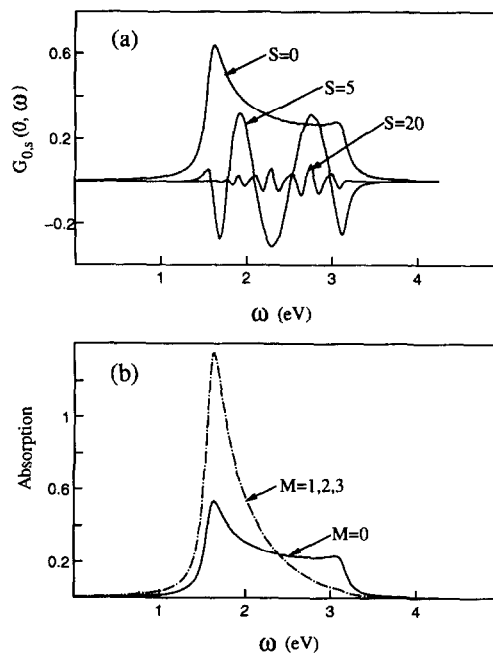 (a)
0.6
S=0
S=5
S=20
0.2
-0.2
G0,s (0, ω)
1 2 3 4
ω (eV)
(b)
1
M=1,2,3
0.6
M=0
0.2
Absorption
1 2 3 4
ω (eV)